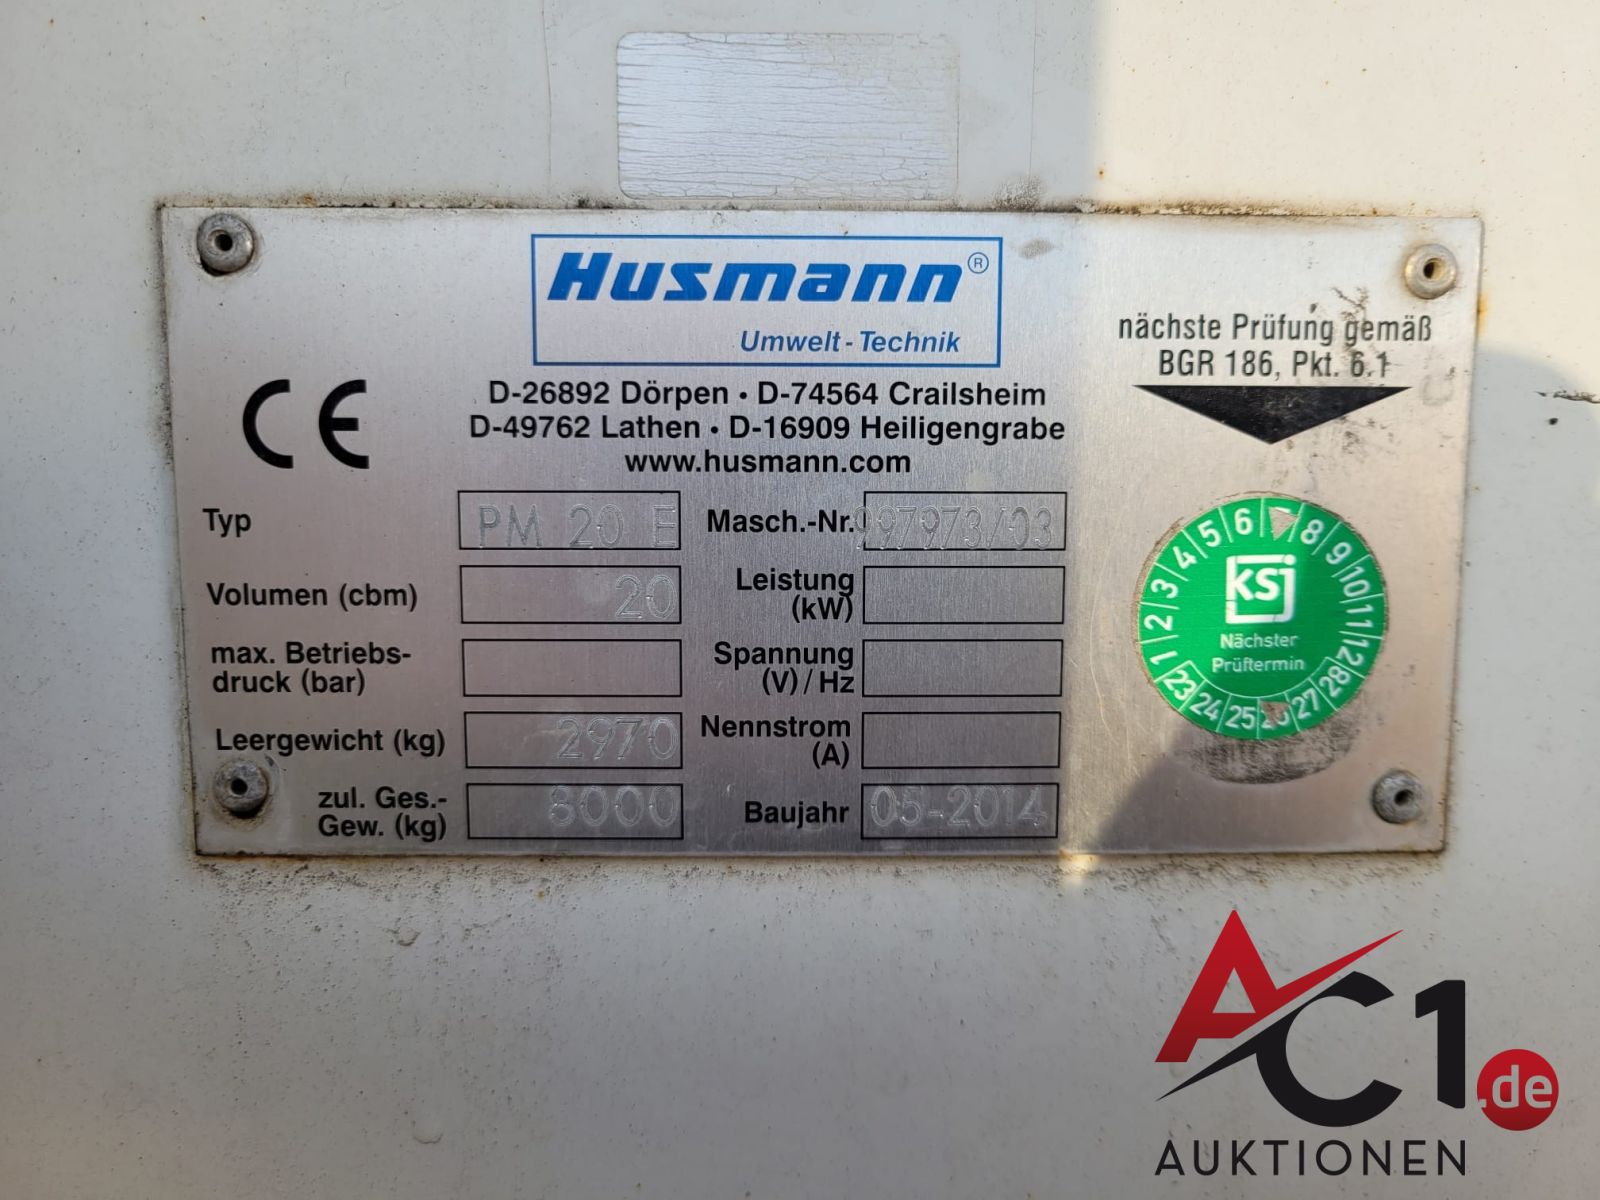 Husmann®
Umwelt-Technik
D-26892 Dörpen • D-74564 Crailsheim
D-49762 Lathen • D-16909 Heiligengrabe
www.husmann.com
CE
Typ PM 20 E
Masch.-Nr. 997973/03
Volumen (cbm) 20
Leistung
(kW)
max. Betriebs-
druck (bar)
Spannung
(V)/Hz
Leergewicht (kg) 2970
Nennstrom
(A)
zul. Ges.-
Gew. (kg) 8000
Baujahr 05-2014
nächste Prüfung gemäß
BGR 186, Pkt. 6.1
1 2 3 4 5 6 8 9 10 11 12
ksj
Nächster
Prüftermin
23 24 25 26 27 28
AC1.de
AUKTIONEN